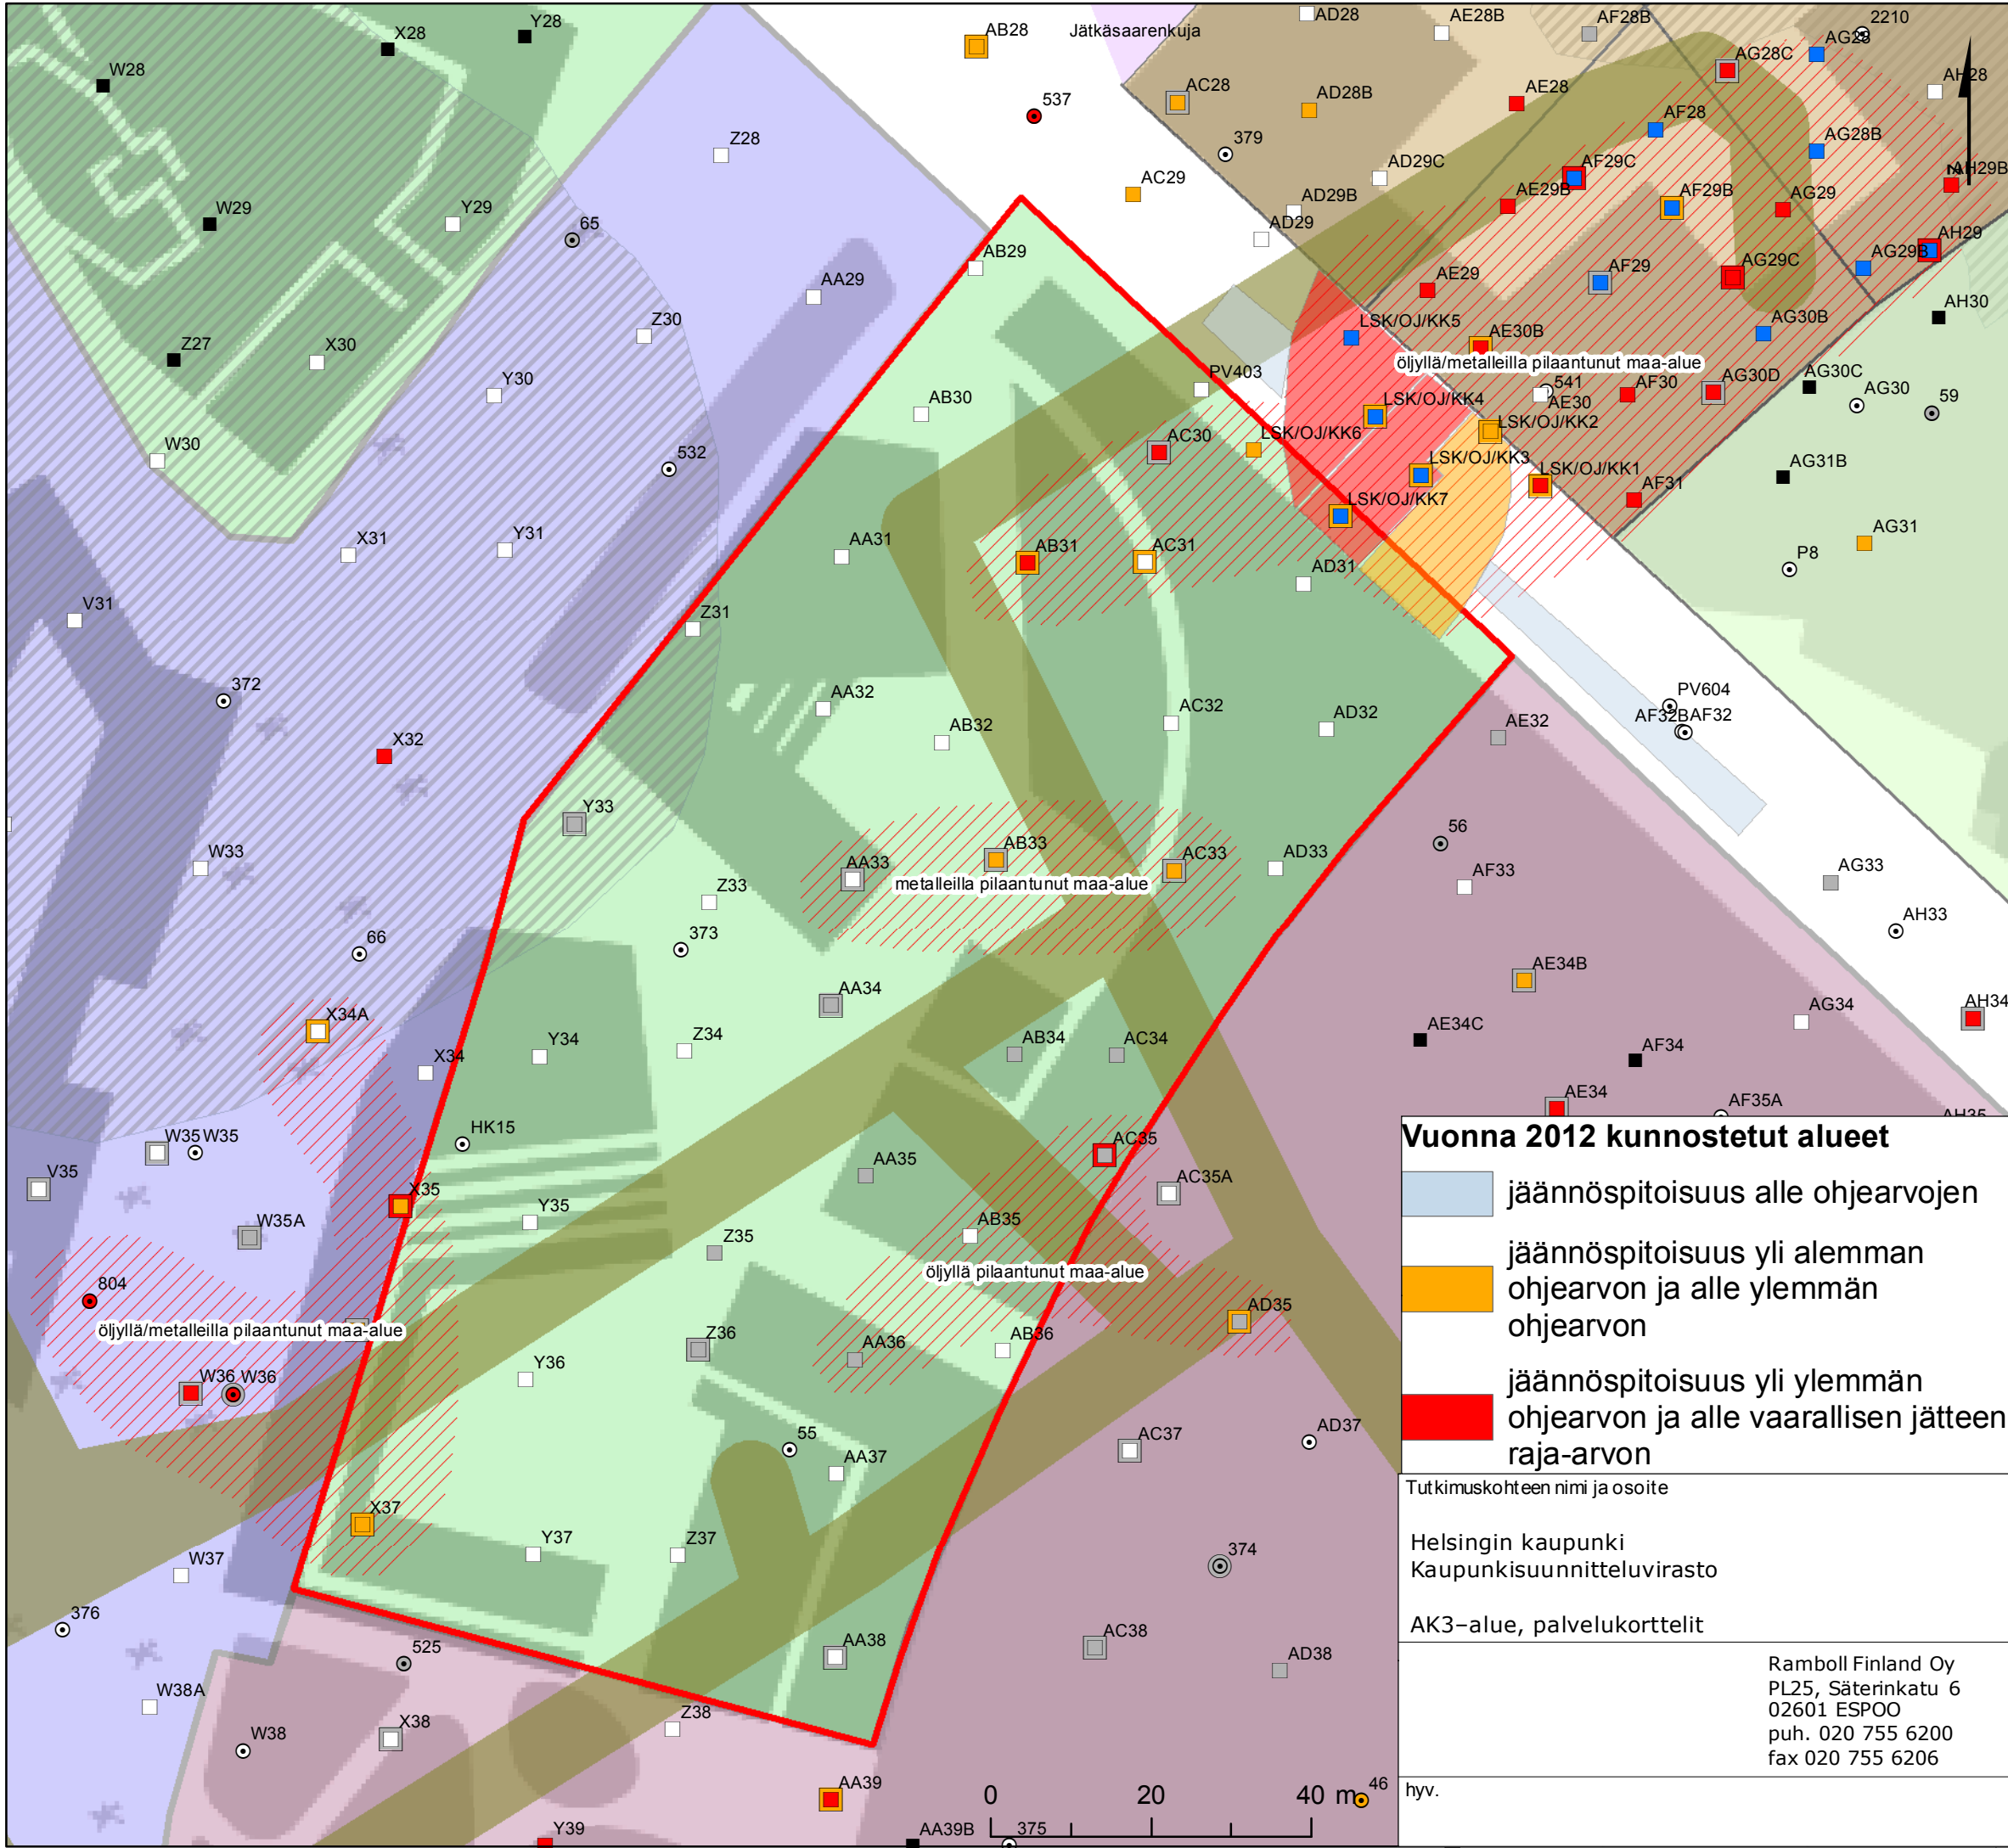 X28
Y28
AB28
Jätkäsaarenkuja
AD28
AE28B
AF28B
2210
W28
AG28C
AG28
AH28
537
AC28
AD28B
AE28
AF28
AG28B
Z28
379
AD29C
AF29C
N
AH29B
W29
Y29
65
AC29
AD29B
AE29B
AF29B
AG29
AD29
AH29
AB29
AA29
AE29
AF29
AG29C
AG29B
AH30
Z27
X30
Z30
LSK/OJ/KK5
AE30B
AG30B
öljyllä/metalleilla pilaantunut maa-alue
Y30
AB30
PV403
541
AE30
AF30
AG30D
AG30C
AG30
59
W30
532
AC30
LSK/OJ/KK6
LSK/OJ/KK4
LSK/OJ/KK2
LSK/OJ/KK3
AG31B
LSK/OJ/KK7
LSK/OJ/KK1
AF31
X31
Y31
AA31
AB31
AC31
AD31
AG31
P8
V31
Z31
372
AA32
AB32
AC32
AD32
AE32
PV604
AF32B
AF32
X32
Y33
56
W33
AA33
AB33
AC33
AD33
AF33
AG33
metalleilla pilaantunut maa-alue
Z33
373
AH33
66
AA34
AE34B
X34A
AG34
AH34
X34
Y34
Z34
AB34
AC34
AE34C
AF34
AE34
AF35A
AH35
HK15
W35
W35
V35
AC35
AA35
AC35A
X35
W35A
Y35
Z35
AB35
öljyllä pilaantunut maa-alue
804
AD35
öljyllä/metalleilla pilaantunut maa-alue
Z36
AA36
AB36
W36
W36
Y36
55
AA37
AC37
AD37
X37
Y37
Z37
374
W37
376
525
AA38
AC38
AD38
W38A
X38
W38
Z38
AA39
0 20 40 m
46
Y39
AA39B
375
Vuonna 2012 kunnostetut alueet
jäännöspitoisuus alle ohjearvojen
jäännöspitoisuus yli alemman
ohjearvon ja alle ylemmän
ohjearvon
jäännöspitoisuus yli ylemmän
ohjearvon ja alle vaarallisen jätteen
raja-arvon
Tutkimuskohteen nimi ja osoite
Helsingin kaupunki
Kaupunkisuunnitteluvirasto
AK3-alue, palvelukorttelit
Ramboll Finland Oy
PL25, Säterinkatu 6
02601 ESPOO
puh. 020 755 6200
fax 020 755 6206
hyv.